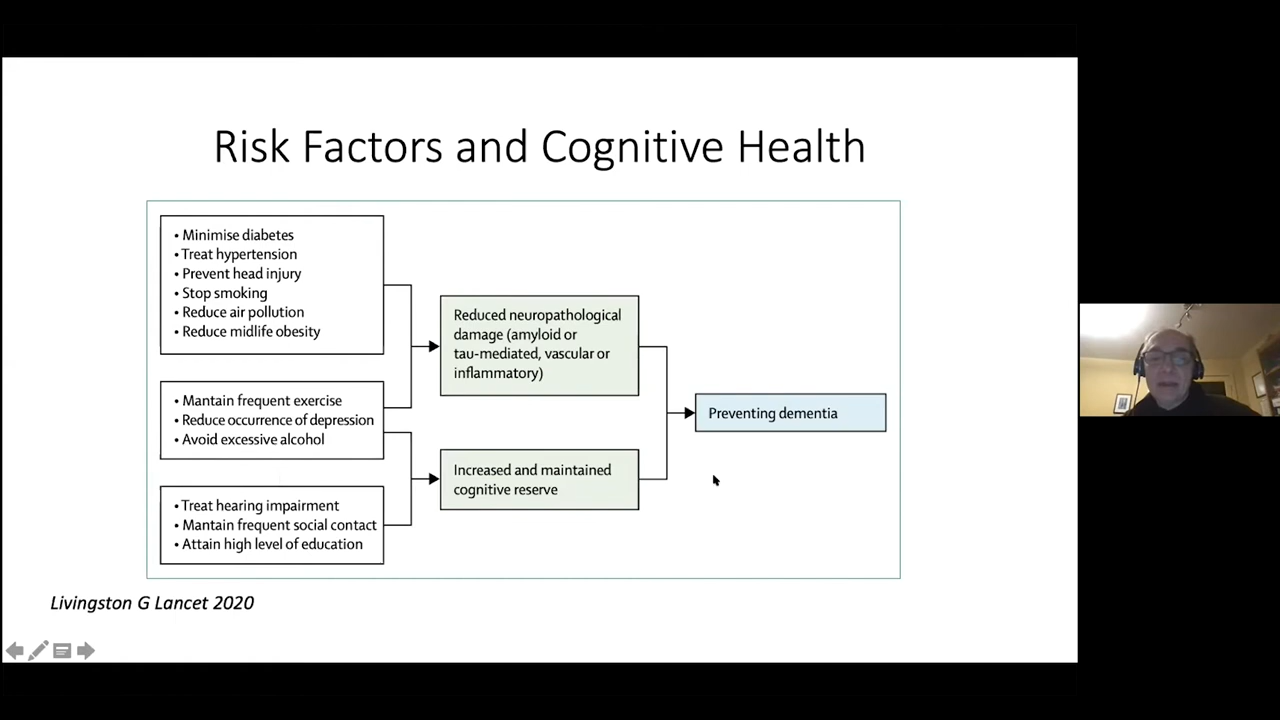 Risk Factors and Cognitive Health
• Minimise diabetes
• Treat hypertension
• Prevent head injury
• Stop smoking
• Reduce air pollution
• Reduce midlife obesity
• Mantain frequent exercise
• Reduce occurrence of depression
• Avoid excessive alcohol
• Treat hearing impairment
• Mantain frequent social contact
• Attain high level of education
Reduced neuropathological
damage (amyloid or
tau-mediated, vascular or
inflammatory)
Increased and maintained
cognitive reserve
Preventing dementia
Livingston G Lancet 2020